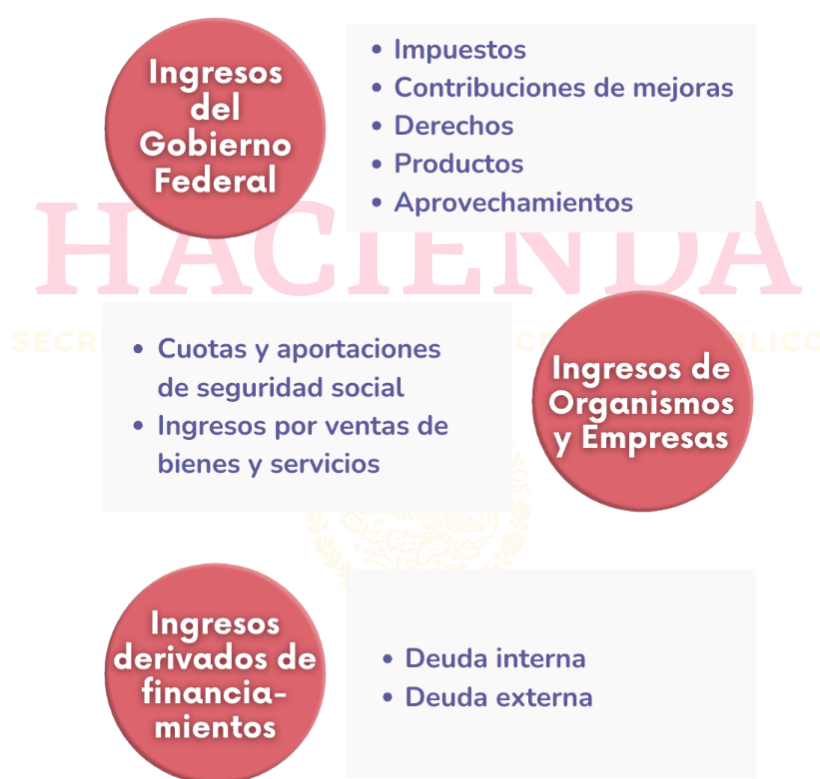 Ingresos
del
Gobierno
Federal
• Impuestos
• Contribuciones de mejoras
• Derechos
• Productos
• Aprovechamientos
HACIENDA
• Cuotas y aportaciones
de seguridad social
• Ingresos por ventas de
bienes y servicios
Ingresos de
Organismos
y Empresas
Ingresos
derivados de
financia-
mientos
• Deuda interna
• Deuda externa